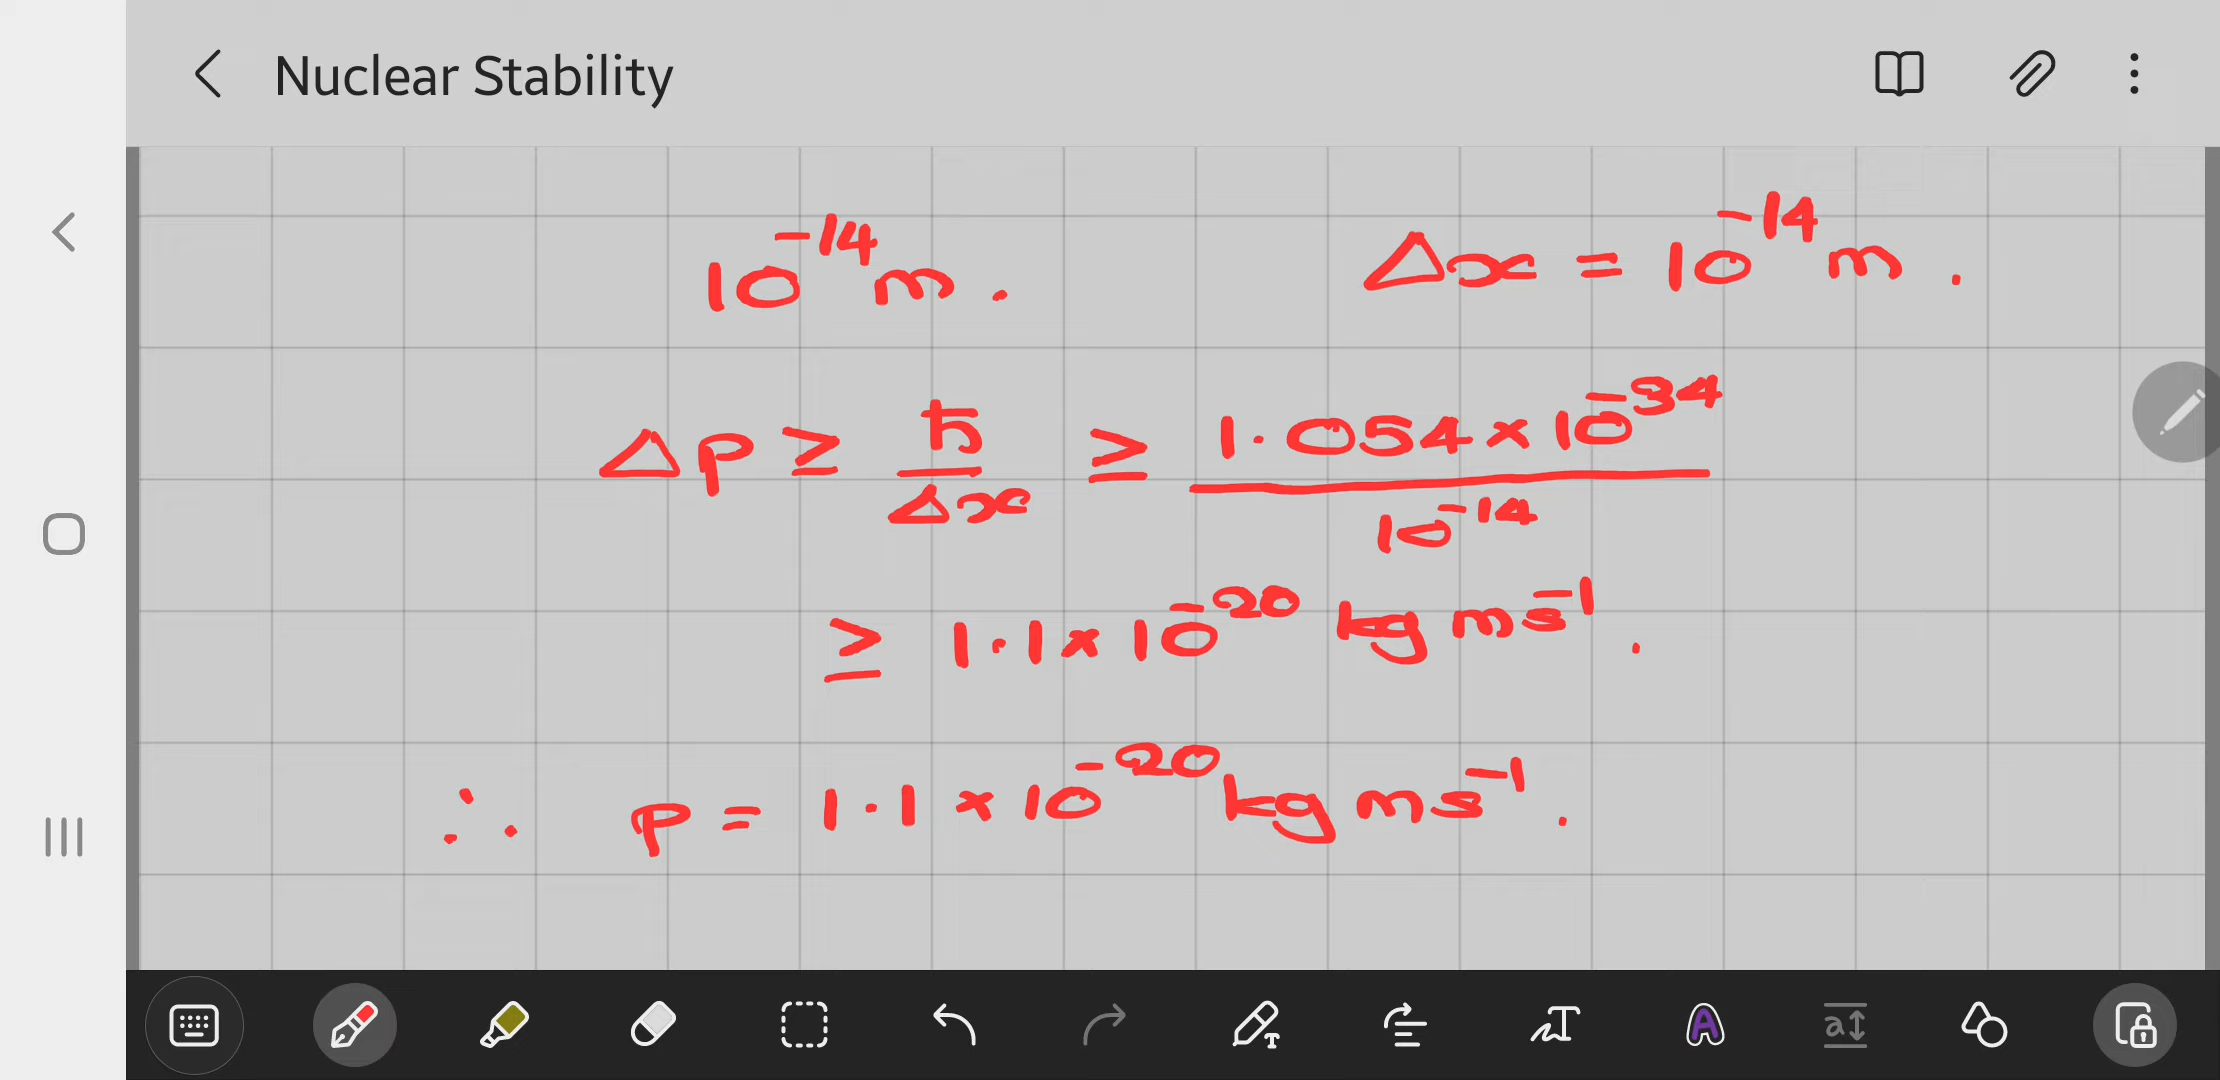 Nuclear Stability
10⁻¹⁴ m. Δx = 10⁻¹⁴ m.
Δp ≥ ħ/Δx ≥ 1.054 × 10⁻³⁴/10⁻¹⁴
≥ 1.1 × 10⁻²⁰ kg ms⁻¹.
∴ p = 1.1 × 10⁻²⁰ kg ms⁻¹.